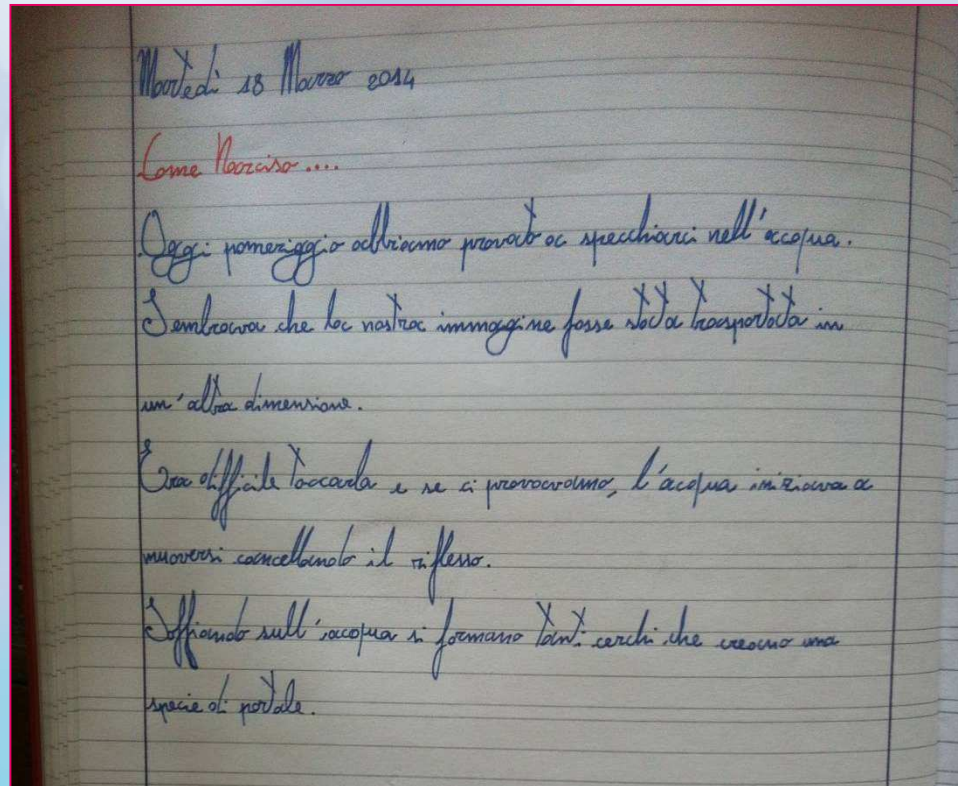 Martedì 18 Marzo 2014
Come Narciso....
Oggi pomeriggio abbiamo provato a specchiarci nell'acqua.
Sembrava che la nostra immagine fosse stata trasportata in
un'altra dimensione.
Era difficile toccarla e se ci provavamo, l'acqua iniziava a
muoversi cancellando il riflesso.
Soffiando sull'acqua si formano tanti cerchi che creano una
specie di portale.